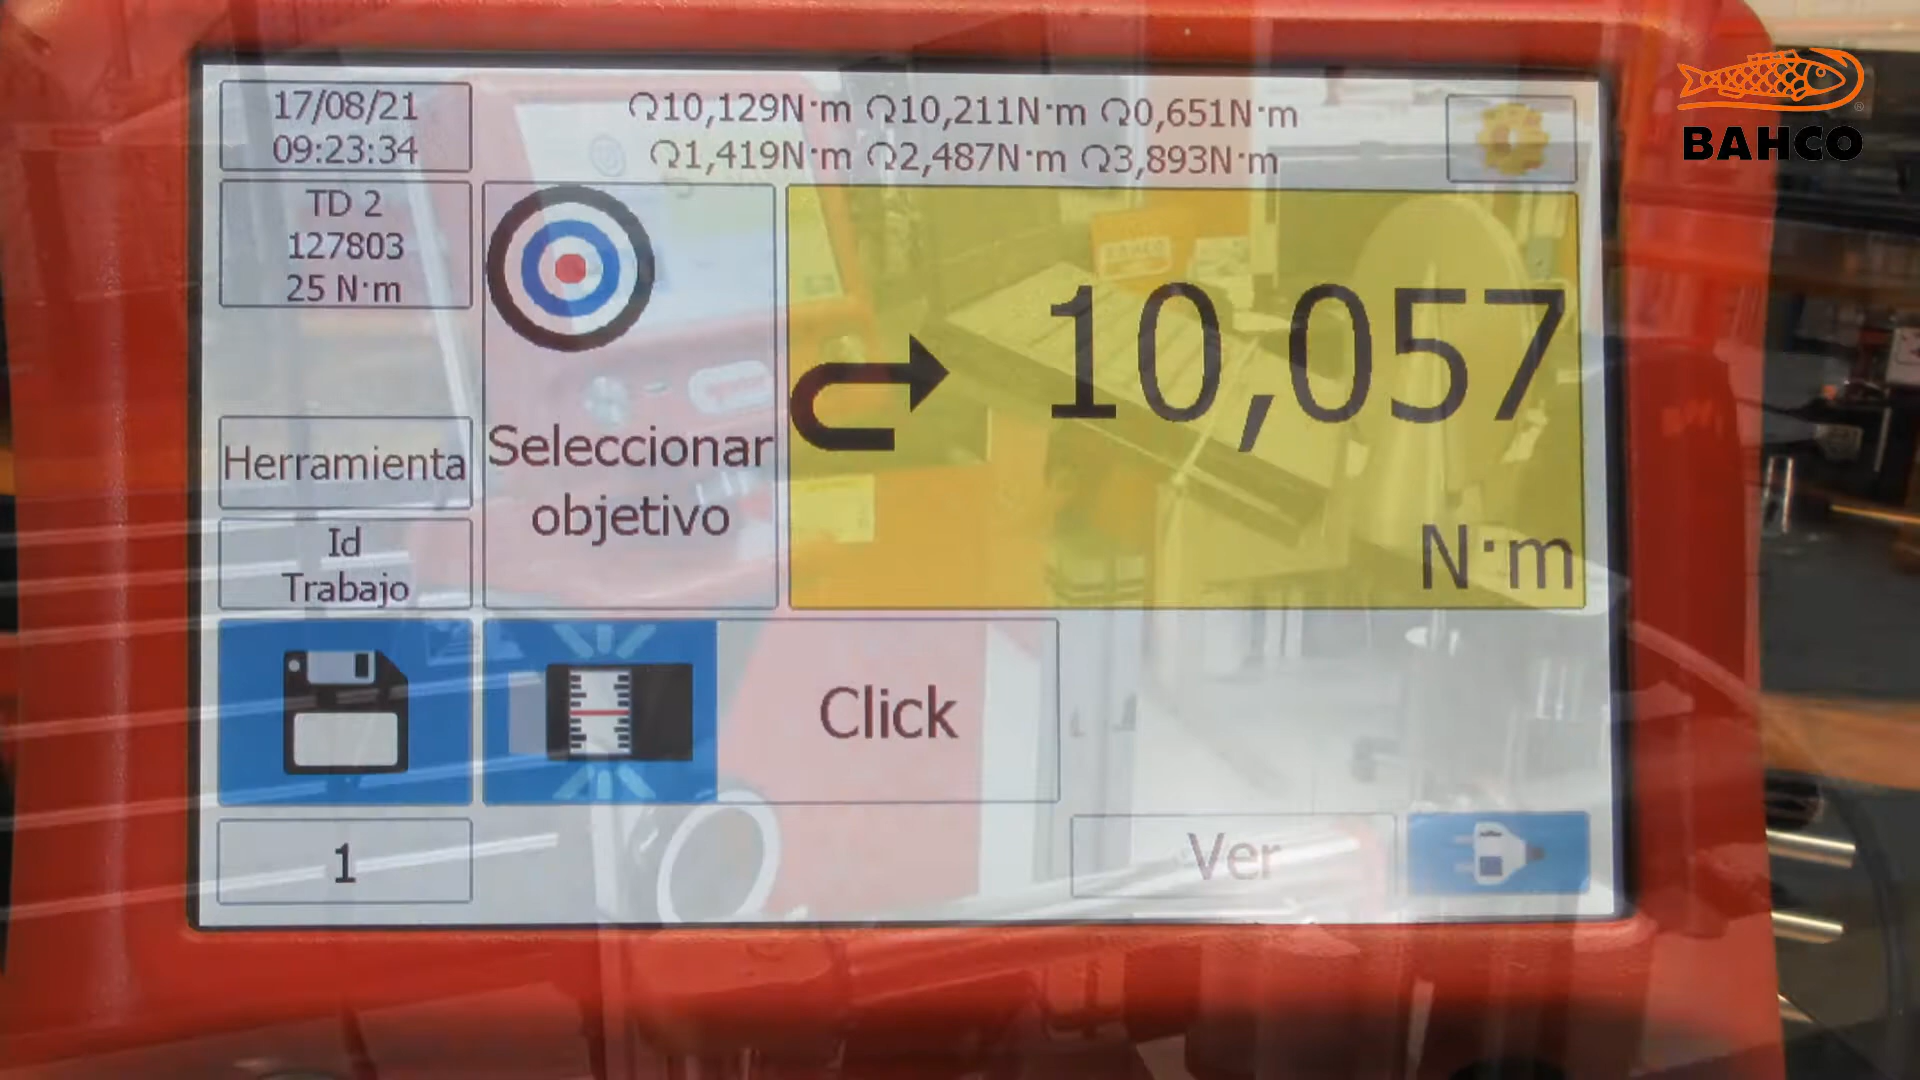 17/08/21
09:23:34
10,129N·m 10,211N·m 0,651N·m
1,419N·m 2,487N·m 3,893N·m
BAHCO
TD 2
127803
25 N·m
Herramienta
Id
Trabajo
Seleccionar
objetivo
10,057
N·m
Click
1
Ver